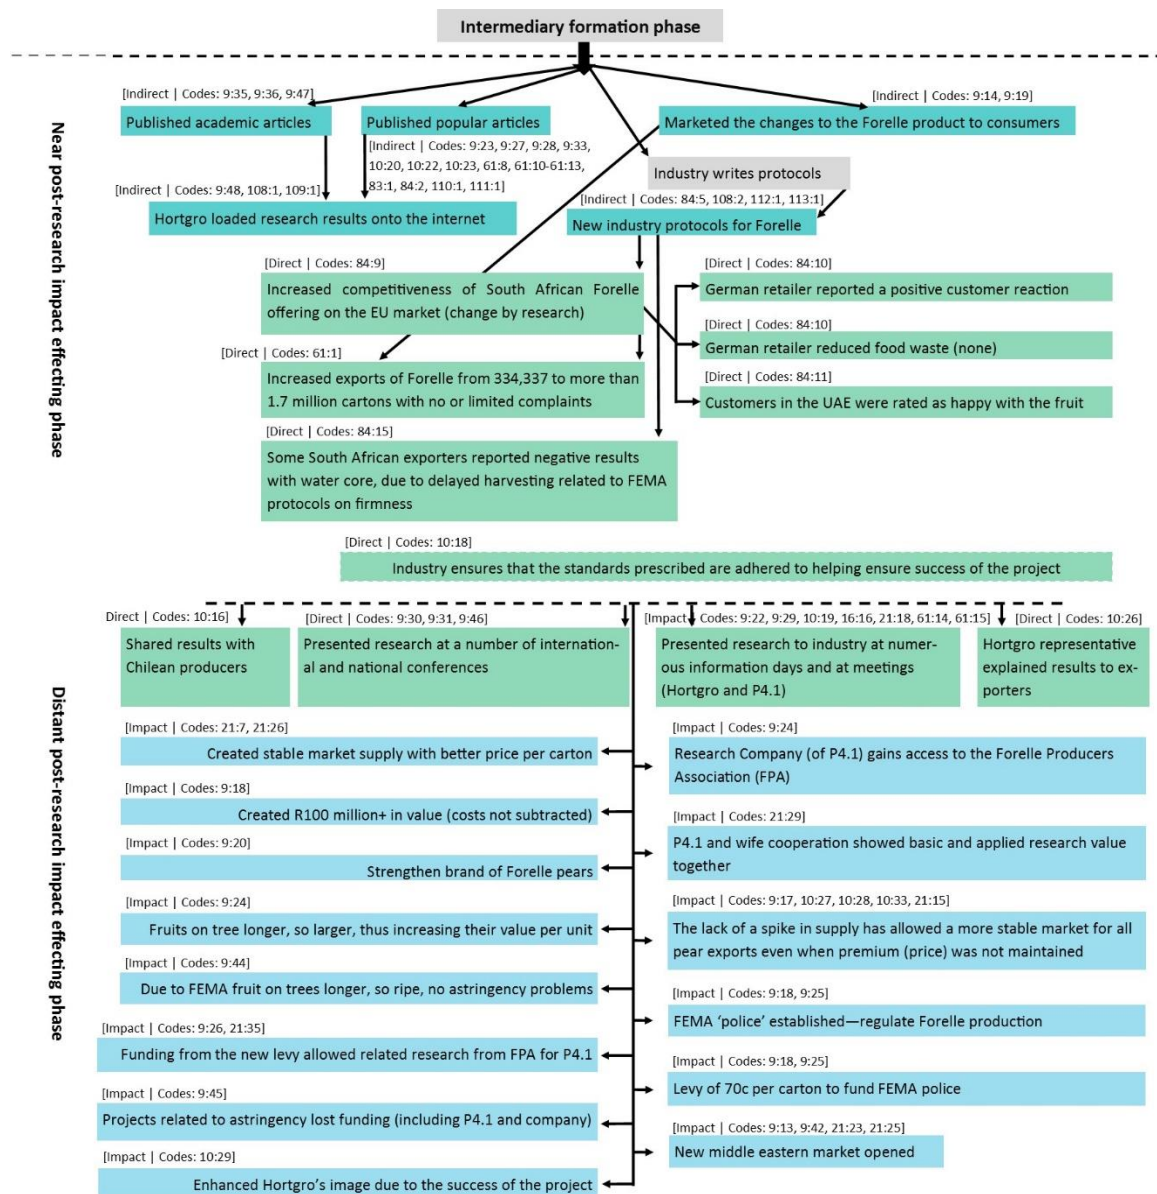 Intermediary formation phase
Near post-research impact effecting phase
[Indirect | Codes: 9:35, 9:36, 9:47]
Published academic articles
Published popular articles
[Indirect | Codes: 9:14, 9:19]
Marketed the changes to the Forelle product to consumers
[Indirect | Codes: 9:23, 9:27, 9:28, 9:33,
10:20, 10:22, 10:23, 61:8, 61:10-61:13,
83:1, 84:2, 110:1, 111:1]
Industry writes protocols
[Indirect | Codes: 9:48, 108:1, 109:1]
Hortgro loaded research results onto the internet
[Indirect | Codes: 84:5, 108:2, 112:1, 113:1]
New industry protocols for Forelle
[Direct | Codes: 84:9]
Increased competitiveness of South African Forelle
offering on the EU market (change by research)
[Direct | Codes: 84:10]
German retailer reported a positive customer reaction
[Direct | Codes: 84:10]
German retailer reduced food waste (none)
[Direct | Codes: 61:1]
Increased exports of Forelle from 334,337 to more than
1.7 million cartons with no or limited complaints
[Direct | Codes: 84:11]
Customers in the UAE were rated as happy with the fruit
[Direct | Codes: 84:15]
Some South African exporters reported negative results
with water core, due to delayed harvesting related to FEMA
protocols on firmness
[Direct | Codes: 10:18]
Industry ensures that the standards prescribed are adhered to helping ensure success of the project
Distant post-research impact effecting phase
Direct | Codes: 10:16]
Shared results with
Chilean producers
[Direct | Codes: 9:30, 9:31, 9:46]
Presented research at a number of internation-
al and national conferences
[Impact | Codes: 9:22, 9:29, 10:19, 16:16, 21:18, 61:14, 61:15]
Presented research to industry at numer-
ous information days and at meetings
(Hortgro and P4.1)
[Direct | Codes: 10:26]
Hortgro representative
explained results to ex-
porters
[Impact | Codes: 21:7, 21:26]
Created stable market supply with better price per carton
[Impact | Codes: 9:24]
Research Company (of P4.1) gains access to the Forelle Producers
Association (FPA)
[Impact | Codes: 9:18]
Created R100 million+ in value (costs not subtracted)
[Impact | Codes: 21:29]
P4.1 and wife cooperation showed basic and applied research value
together
[Impact | Codes: 9:20]
Strengthen brand of Forelle pears
[Impact | Codes: 9:24]
Fruits on tree longer, so larger, thus increasing their value per unit
[Impact | Codes: 9:17, 10:27, 10:28, 10:33, 21:15]
The lack of a spike in supply has allowed a more stable market for all
pear exports even when premium (price) was not maintained
[Impact | Codes: 9:44]
Due to FEMA fruit on trees longer, so ripe, no astringency problems
[Impact | Codes: 9:18, 9:25]
FEMA ‘police’ established—regulate Forelle production
[Impact | Codes: 9:26, 21:35]
Funding from the new levy allowed related research from FPA for P4.1
[Impact | Codes: 9:18, 9:25]
Levy of 70c per carton to fund FEMA police
[Impact | Codes: 9:45]
Projects related to astringency lost funding (including P4.1 and company)
[Impact | Codes: 9:13, 9:42, 21:23, 21:25]
New middle eastern market opened
[Impact | Codes: 10:29]
Enhanced Hortgro’s image due to the success of the project